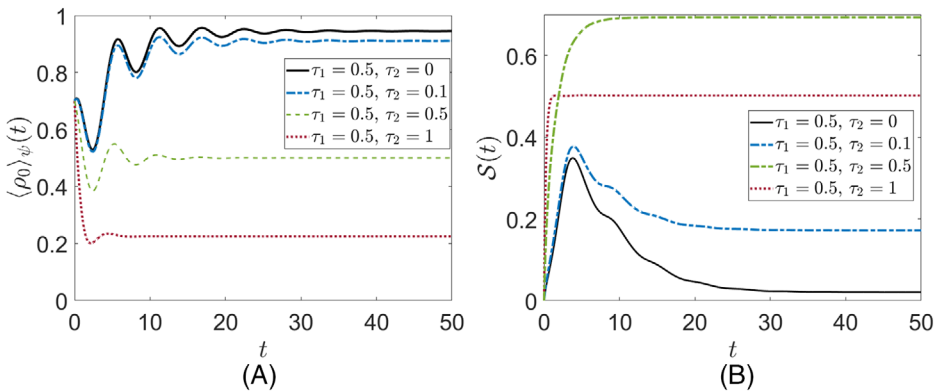 1
0.8
0.6
0.4
0.2
0
⟨ρ₀⟩_ψ(t)
τ₁ = 0.5, τ₂ = 0
τ₁ = 0.5, τ₂ = 0.1
τ₁ = 0.5, τ₂ = 0.5
τ₁ = 0.5, τ₂ = 1
0 10 20 30 40 50
t
(A)
0.6
0.4
0.2
0
S(t)
τ₁ = 0.5, τ₂ = 0
τ₁ = 0.5, τ₂ = 0.1
τ₁ = 0.5, τ₂ = 0.5
τ₁ = 0.5, τ₂ = 1
0 10 20 30 40 50
t
(B)